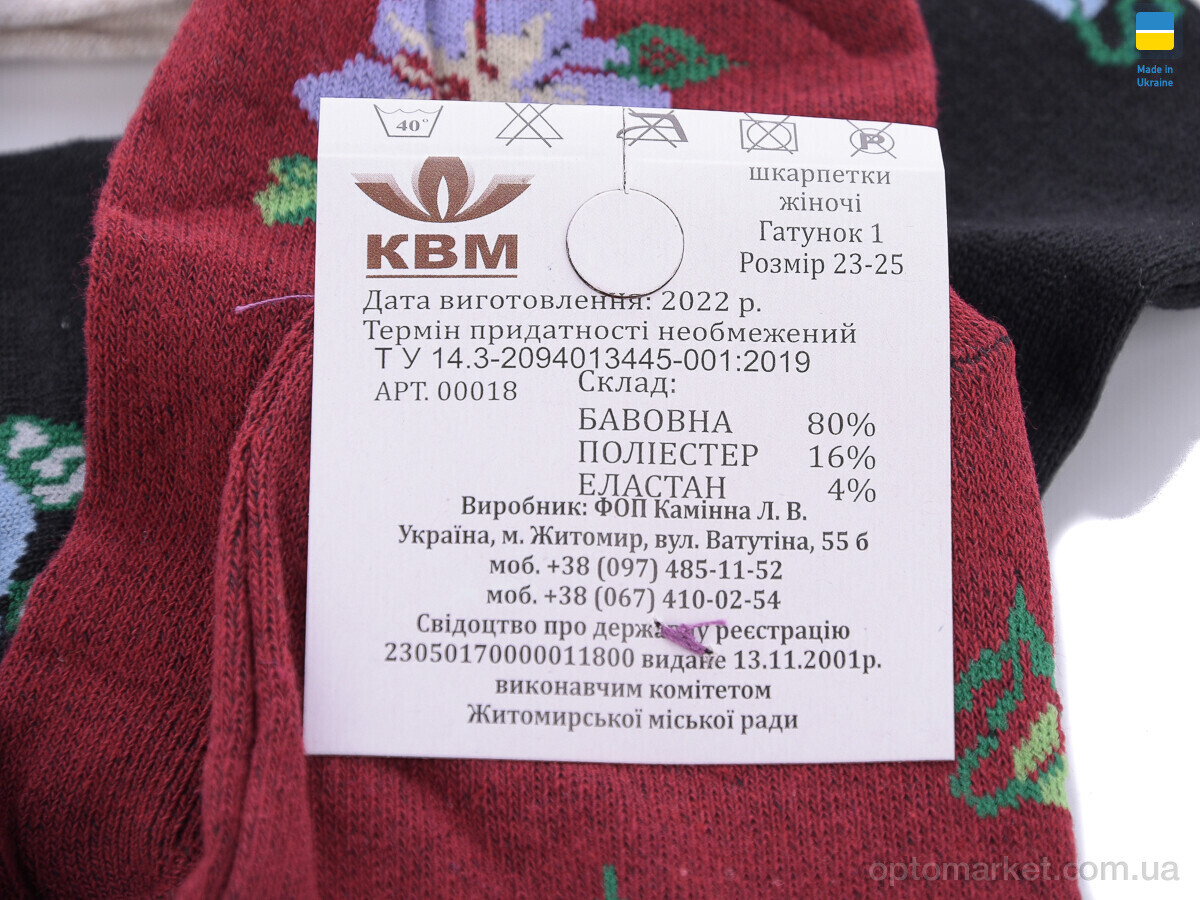 Made in
Ukraine
40°
P
КВМ
шкарпетки
жіночі
Гатунок 1
Розмір 23-25
Дата виготовлення: 2022 р.
Термін придатності необмежений
Т У 14.3-2094013445-001:2019
АРТ. 00018
Склад:
БАВОВНА 80%
ПОЛІЕСТЕР 16%
ЕЛАСТАН 4%
Виробник: ФОП Камінна Л. В.
Україна, м. Житомир, вул. Ватутіна, 55 б
моб. +38 (097) 485-11-52
моб. +38 (067) 410-02-54
Свідоцтво про державну реєстрацію
23050170000011800 видане 13.11.2001р.
виконавчим комітетом
Житомирської міської ради
optomarket.com.ua